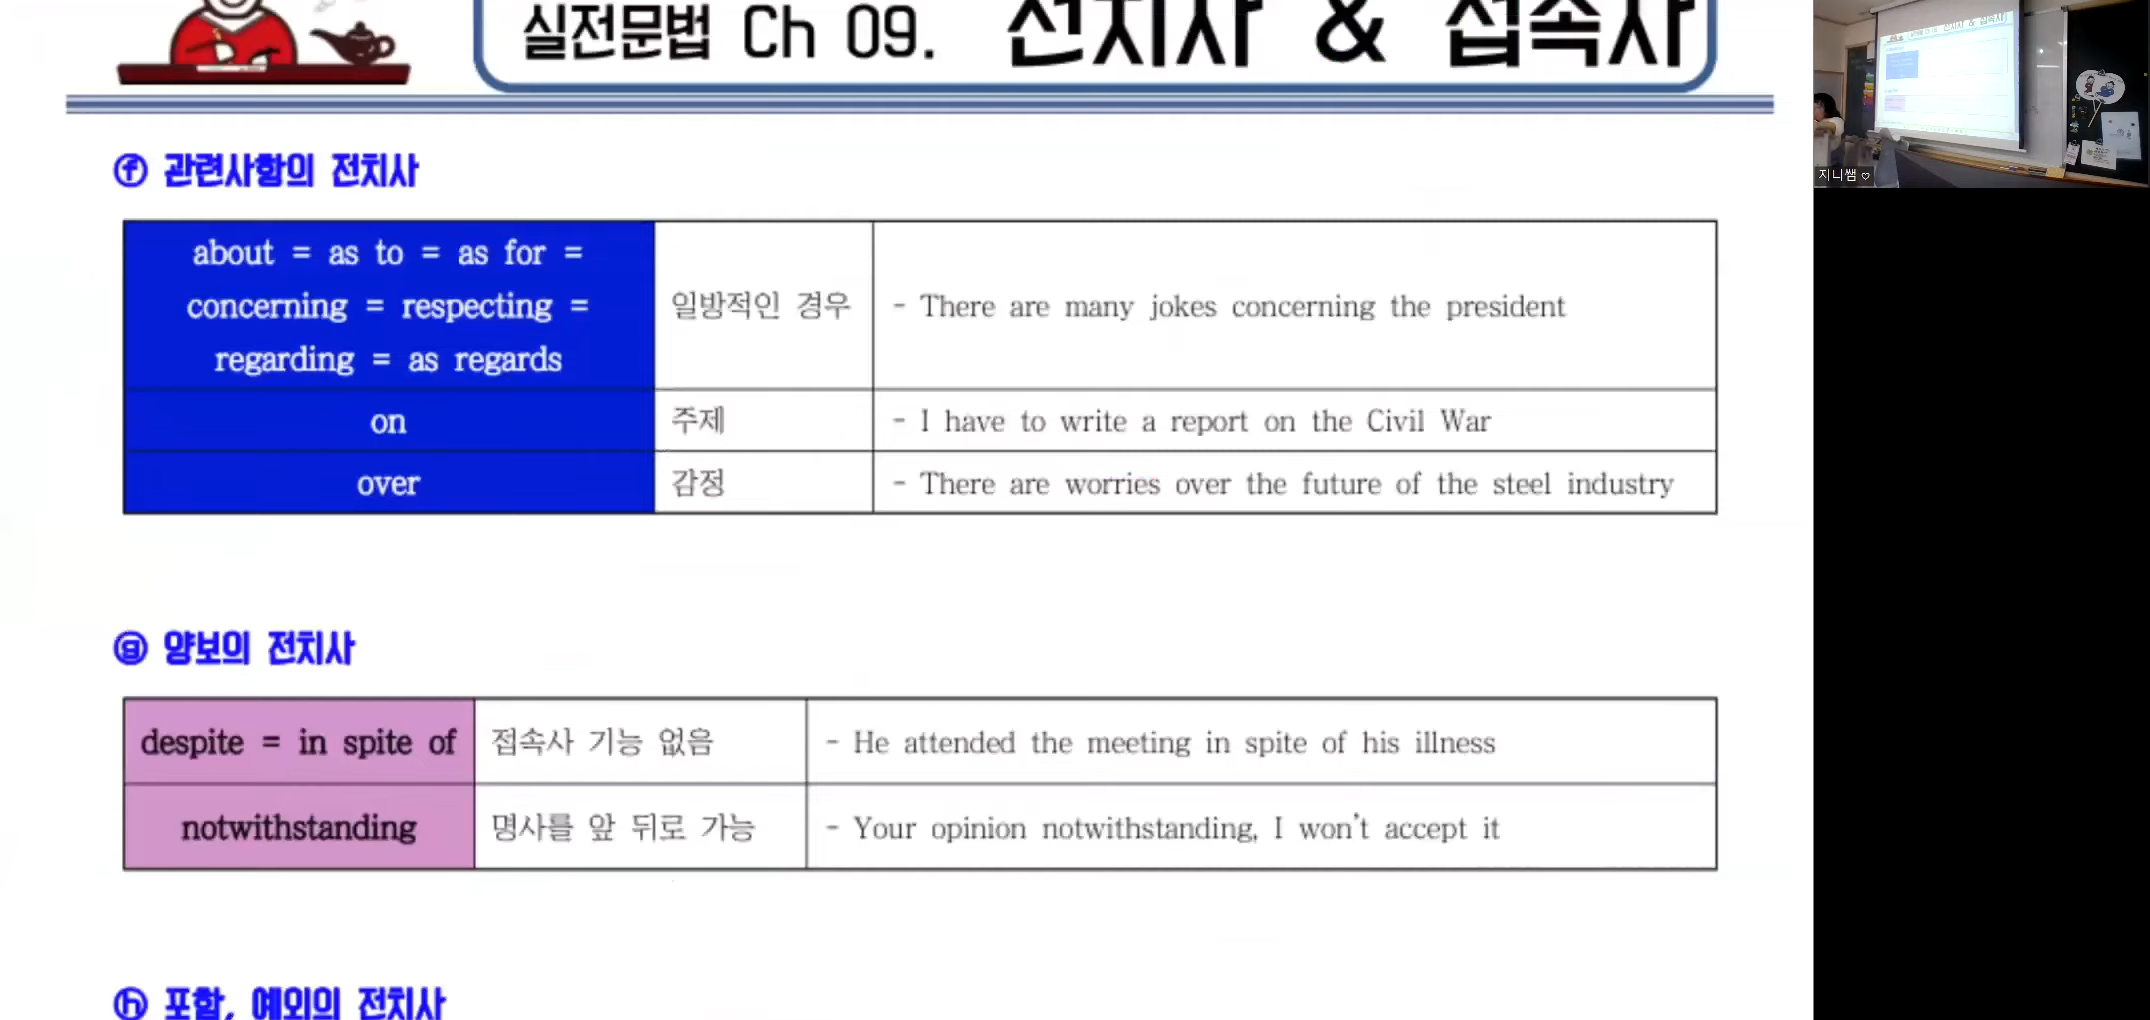 실전문법 Ch 09. 전치사 & 접속사
지니쌤♡
ⓕ 관련사항의 전치사
about = as to = as for =
concerning = respecting =
regarding = as regards
일방적인 경우
- There are many jokes concerning the president
on
주제
- I have to write a report on the Civil War
over
감정
- There are worries over the future of the steel industry
ⓖ 양보의 전치사
despite = in spite of
접속사 기능 없음
- He attended the meeting in spite of his illness
notwithstanding
명사를 앞 뒤로 가능
- Your opinion notwithstanding, I won't accept it
ⓗ 포함, 예외의 전치사